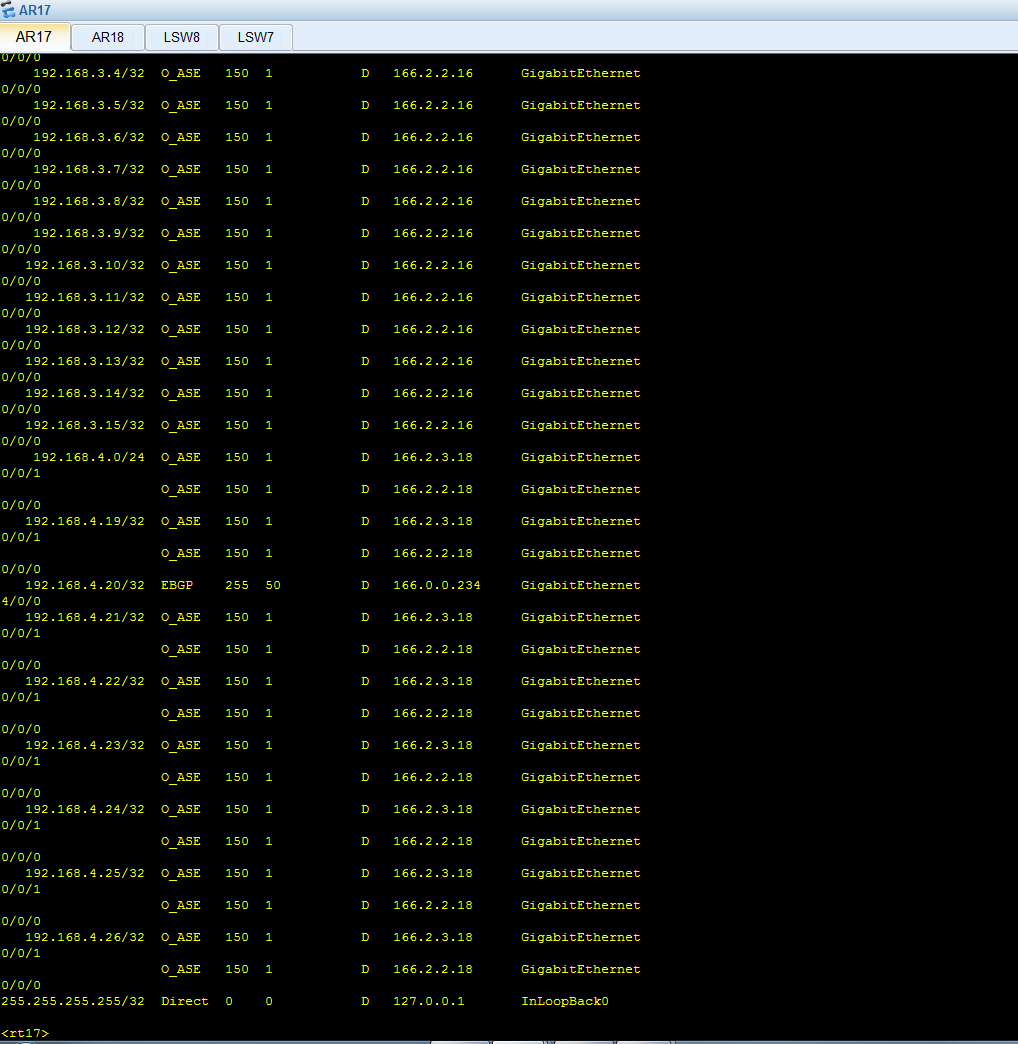 AR17
AR17 AR18 LSW8 LSW7
0/0/0
192.168.3.4/32 O_ASE 150 1 D 166.2.2.16 GigabitEthernet
0/0/0
192.168.3.5/32 O_ASE 150 1 D 166.2.2.16 GigabitEthernet
0/0/0
192.168.3.6/32 O_ASE 150 1 D 166.2.2.16 GigabitEthernet
0/0/0
192.168.3.7/32 O_ASE 150 1 D 166.2.2.16 GigabitEthernet
0/0/0
192.168.3.8/32 O_ASE 150 1 D 166.2.2.16 GigabitEthernet
0/0/0
192.168.3.9/32 O_ASE 150 1 D 166.2.2.16 GigabitEthernet
0/0/0
192.168.3.10/32 O_ASE 150 1 D 166.2.2.16 GigabitEthernet
0/0/0
192.168.3.11/32 O_ASE 150 1 D 166.2.2.16 GigabitEthernet
0/0/0
192.168.3.12/32 O_ASE 150 1 D 166.2.2.16 GigabitEthernet
0/0/0
192.168.3.13/32 O_ASE 150 1 D 166.2.2.16 GigabitEthernet
0/0/0
192.168.3.14/32 O_ASE 150 1 D 166.2.2.16 GigabitEthernet
0/0/0
192.168.3.15/32 O_ASE 150 1 D 166.2.2.16 GigabitEthernet
0/0/0
192.168.4.0/24 O_ASE 150 1 D 166.2.3.18 GigabitEthernet
0/0/1
O_ASE 150 1 D 166.2.2.18 GigabitEthernet
0/0/0
192.168.4.19/32 O_ASE 150 1 D 166.2.3.18 GigabitEthernet
0/0/1
O_ASE 150 1 D 166.2.2.18 GigabitEthernet
0/0/0
192.168.4.20/32 EBGP 255 50 D 166.0.0.234 GigabitEthernet
4/0/0
192.168.4.21/32 O_ASE 150 1 D 166.2.3.18 GigabitEthernet
0/0/1
O_ASE 150 1 D 166.2.2.18 GigabitEthernet
0/0/0
192.168.4.22/32 O_ASE 150 1 D 166.2.3.18 GigabitEthernet
0/0/1
O_ASE 150 1 D 166.2.2.18 GigabitEthernet
0/0/0
192.168.4.23/32 O_ASE 150 1 D 166.2.3.18 GigabitEthernet
0/0/1
O_ASE 150 1 D 166.2.2.18 GigabitEthernet
0/0/0
192.168.4.24/32 O_ASE 150 1 D 166.2.3.18 GigabitEthernet
0/0/1
O_ASE 150 1 D 166.2.2.18 GigabitEthernet
0/0/0
192.168.4.25/32 O_ASE 150 1 D 166.2.3.18 GigabitEthernet
0/0/1
O_ASE 150 1 D 166.2.2.18 GigabitEthernet
0/0/0
192.168.4.26/32 O_ASE 150 1 D 166.2.3.18 GigabitEthernet
0/0/1
O_ASE 150 1 D 166.2.2.18 GigabitEthernet
0/0/0
255.255.255.255/32 Direct 0 0 D 127.0.0.1 InLoopBack0
<rt17>